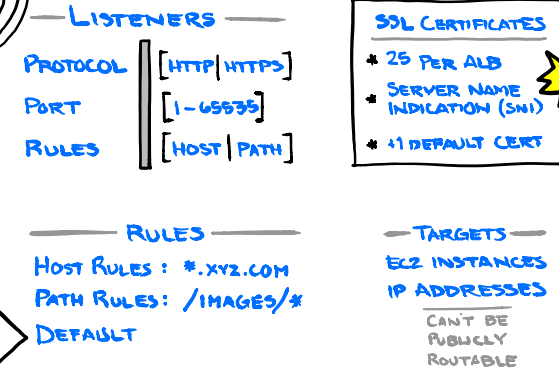 LISTENERS
PROTOCOL [HTTP|HTTPS]
PORT [1-65535]
RULES [HOST|PATH]
SSL CERTIFICATES
* 25 PER ALB
* SERVER NAME
INDICATION (SNI)
* +1 DEFAULT CERT
RULES
HOST RULES: *.XYZ.COM
PATH RULES: /IMAGES/*
DEFAULT
TARGETS
EC2 INSTANCES
IP ADDRESSES
CAN'T BE
PUBLICLY
ROUTABLE